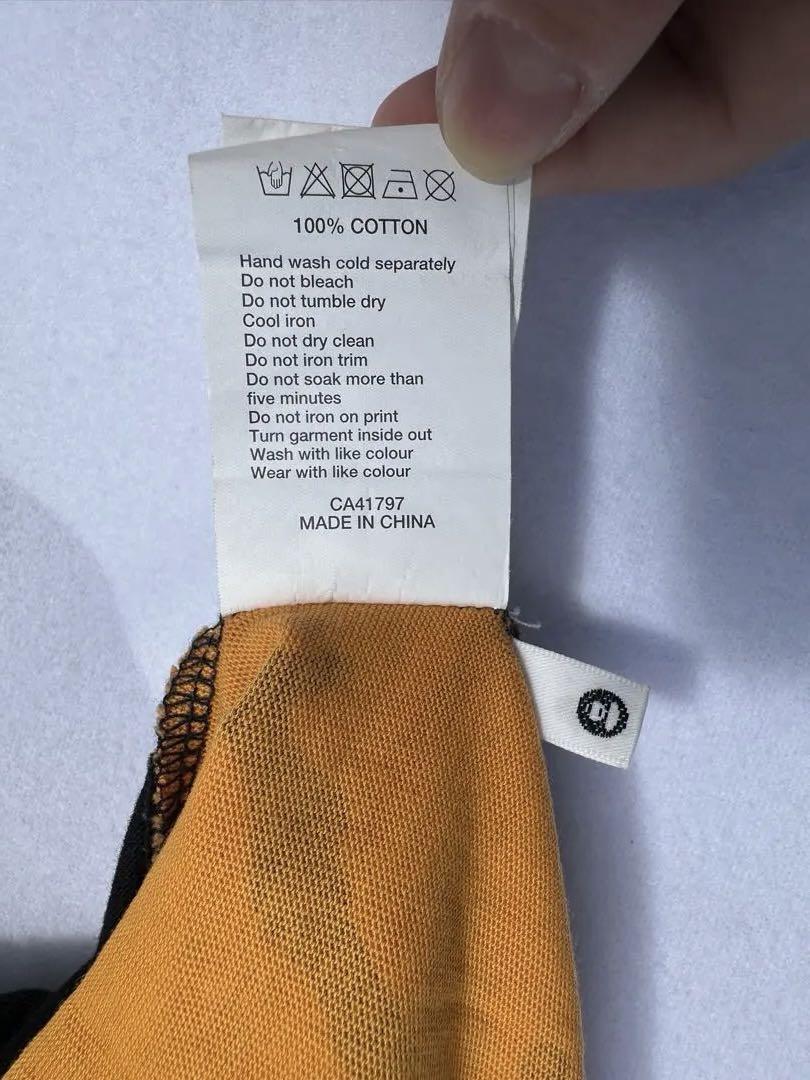 100% COTTON
Hand wash cold separately
Do not bleach
Do not tumble dry
Cool iron
Do not dry clean
Do not iron trim
Do not soak more than
five minutes
Do not iron on print
Turn garment inside out
Wash with like colour
Wear with like colour
CA41797
MADE IN CHINA